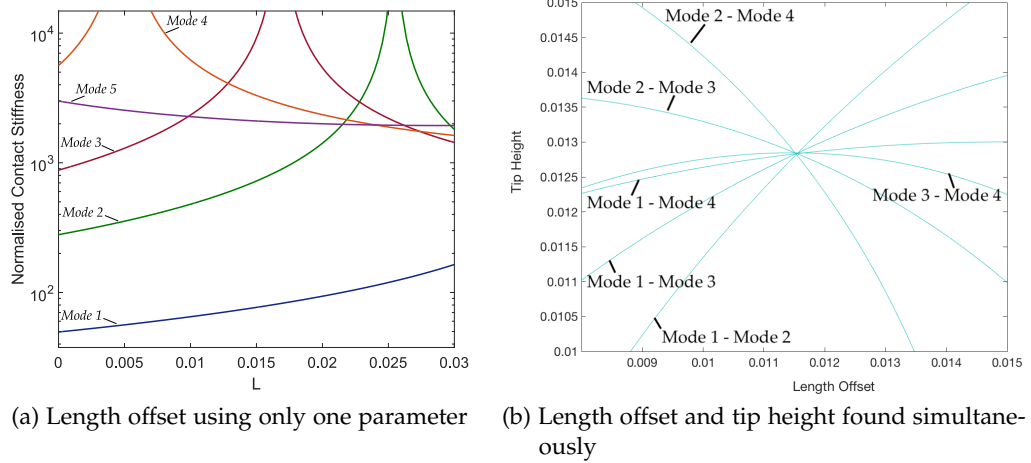 10^4
10^3
10^2
Normalised Contact Stiffness
Mode 4
Mode 5
Mode 3
Mode 2
Mode 1
0 0.005 0.01 0.015 0.02 0.025 0.03
L
(a) Length offset using only one parameter
0.015
0.0145
0.014
0.0135
0.013
0.0125
0.012
0.0115
0.011
0.0105
0.01
Tip Height
Mode 2 - Mode 4
Mode 2 - Mode 3
Mode 3 - Mode 4
Mode 1 - Mode 4
Mode 1 - Mode 3
Mode 1 - Mode 2
0.009 0.01 0.011 0.012 0.013 0.014 0.015
Length Offset
(b) Length offset and tip height found simultane-
ously